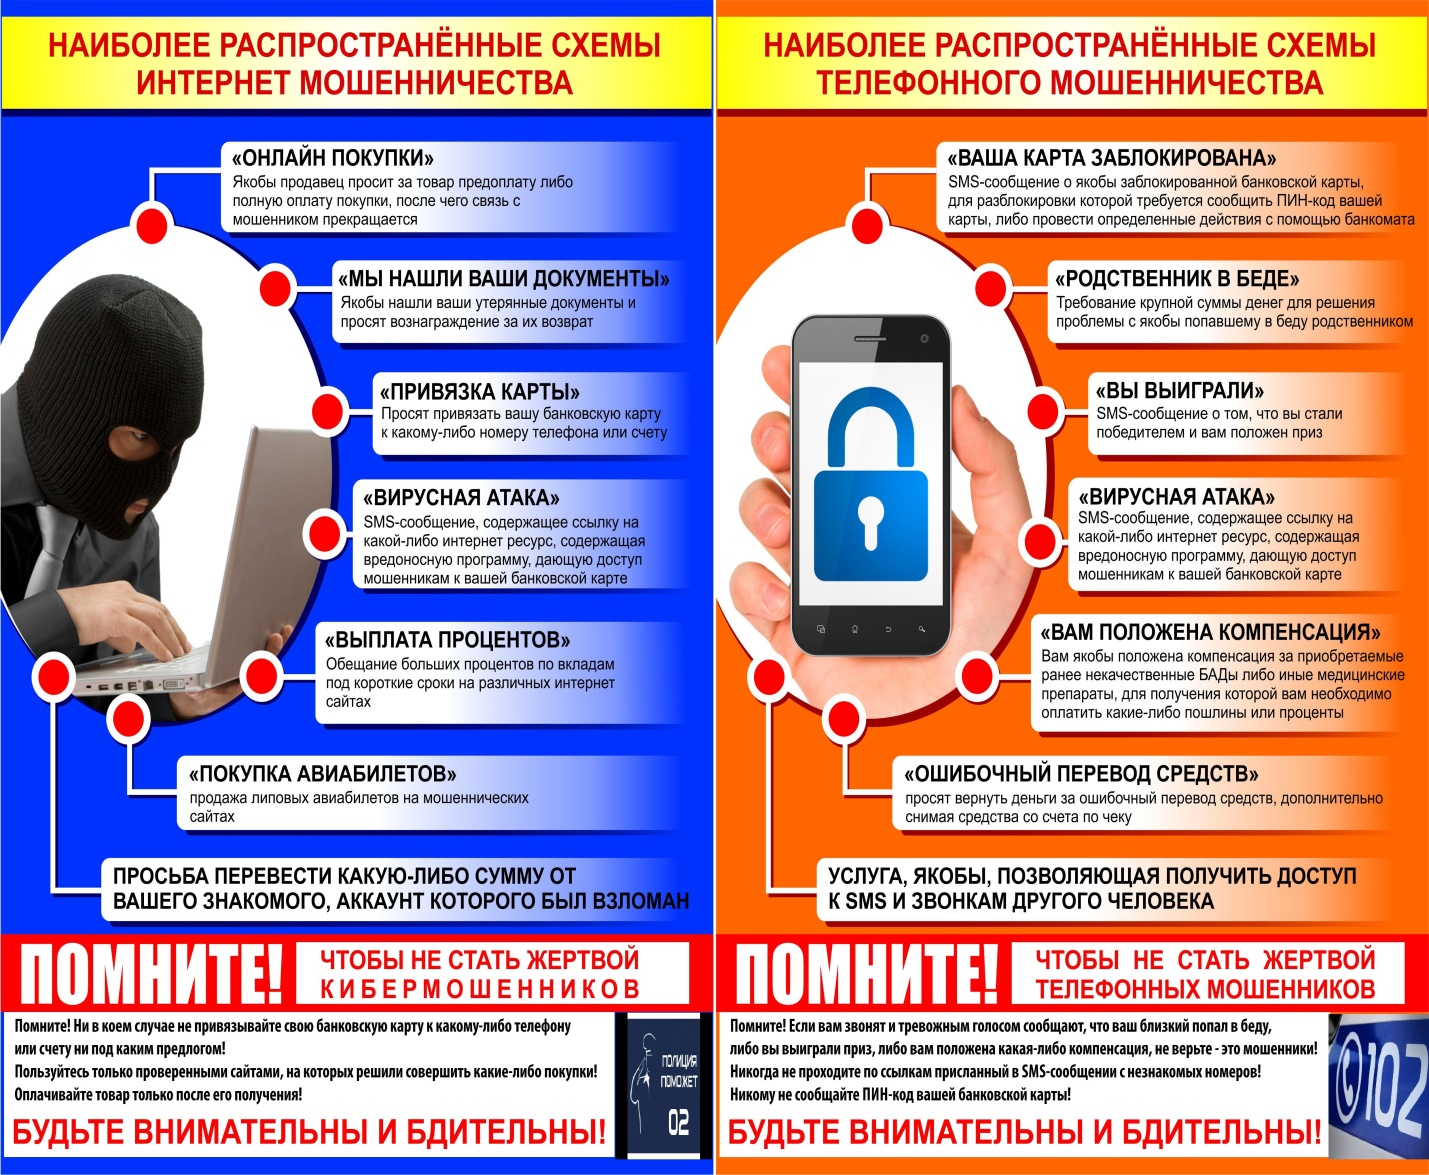 НАИБОЛЕЕ РАСПРОСТРАНЁННЫЕ СХЕМЫ
ИНТЕРНЕТ МОШЕННИЧЕСТВА
«ОНЛАЙН ПОКУПКИ»
Якобы продавец просит за товар предоплату либо
полную оплату покупки, после чего связь с
мошенником прекращается
«МЫ НАШЛИ ВАШИ ДОКУМЕНТЫ»
Якобы нашли ваши утерянные документы и
просят вознаграждение за их возврат
«ПРИВЯЗКА КАРТЫ»
Просят привязать вашу банковскую карту
к какому-либо номеру телефона или счету
«ВИРУСНАЯ АТАКА»
SMS-сообщение, содержащее ссылку на
какой-либо интернет ресурс, содержащая
вредоносную программу, дающую доступ
мошенникам к вашей банковской карте
«ВЫПЛАТА ПРОЦЕНТОВ»
Обещание больших процентов по вкладам
под короткие сроки на различных интернет
сайтах
«ПОКУПКА АВИАБИЛЕТОВ»
продажа липовых авиабилетов на мошеннических
сайтах
ПРОСЬБА ПЕРЕВЕСТИ КАКУЮ-ЛИБО СУММУ ОТ
ВАШЕГО ЗНАКОМОГО, АККАУНТ КОТОРОГО БЫЛ ВЗЛОМАН
ПОМНИТЕ!
ЧТОБЫ НЕ СТАТЬ ЖЕРТВОЙ
КИБЕРМОШЕННИКОВ
Помните! Ни в коем случае не привязывайте свою банковскую карту к какому-либо телефону
или счету ни под каким предлогом!
Пользуйтесь только проверенными сайтами, на которых решили совершить какие-либо покупки!
Оплачивайте товар только после его получения!
БУДЬТЕ ВНИМАТЕЛЬНЫ И БДИТЕЛЬНЫ!
ПОЛИЦИЯ
ПОМОЖЕТ
02
НАИБОЛЕЕ РАСПРОСТРАНЁННЫЕ СХЕМЫ
ТЕЛЕФОННОГО МОШЕННИЧЕСТВА
«ВАША КАРТА ЗАБЛОКИРОВАНА»
SMS-сообщение о якобы заблокированной банковской карты,
для разблокировки которой требуется сообщить ПИН-код вашей
карты, либо провести определенные действия с помощью банкомата
«РОДСТВЕННИК В БЕДЕ»
Требование крупной суммы денег для решения
проблемы с якобы попавшему в беду родственником
«ВЫ ВЫИГРАЛИ»
SMS-сообщение о том, что вы стали
победителем и вам положен приз
«ВИРУСНАЯ АТАКА»
SMS-сообщение, содержащее ссылку на
какой-либо интернет ресурс, содержащая
вредоносную программу, дающую доступ
мошенникам к вашей банковской карте
«ВАМ ПОЛОЖЕНА КОМПЕНСАЦИЯ»
Вам якобы положена компенсация за приобретаемые
ранее некачественные БАДы либо иные медицинские
препараты, для получения которой вам необходимо
оплатить какие-либо пошлины или проценты
«ОШИБОЧНЫЙ ПЕРЕВОД СРЕДСТВ»
просят вернуть деньги за ошибочный перевод средств, дополнительно
снимая средства со счета по чеку
УСЛУГА, ЯКОБЫ, ПОЗВОЛЯЮЩАЯ ПОЛУЧИТЬ ДОСТУП
К SMS И ЗВОНКАМ ДРУГОГО ЧЕЛОВЕКА
ПОМНИТЕ!
ЧТОБЫ НЕ СТАТЬ ЖЕРТВОЙ
ТЕЛЕФОННЫХ МОШЕННИКОВ
Помните! Если вам звонят и тревожным голосом сообщают, что ваш близкий попал в беду,
либо вы выиграли приз, либо вам положена какая-либо компенсация, не верьте - это мошенники!
Никогда не проходите по ссылкам присланный в SMS-сообщении с незнакомых номеров!
Никому не сообщайте ПИН-код вашей банковской карты!
БУДЬТЕ ВНИМАТЕЛЬНЫ И БДИТЕЛЬНЫ!
102